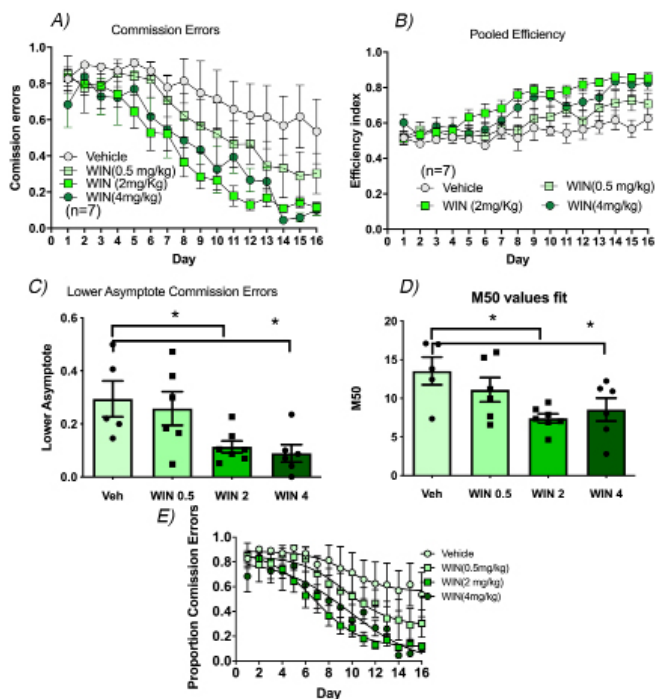 A)
Commission Errors
Comission errors
1.0
0.8
0.6
0.4
0.2
0.0
Vehicle
WIN(0.5 mg/kg)
WIN (2mg/Kg)
WIN(4mg/kg)
(n=7)
1 2 3 4 5 6 7 8 9 10 11 12 13 14 15 16
Day
B)
Pooled Efficiency
Efficiency index
1.0
0.8
0.6
0.4
0.2
0.0
(n=7)
Vehicle
WIN(0.5 mg/kg)
WIN (2mg/Kg)
WIN(4mg/kg)
1 2 3 4 5 6 7 8 9 10 11 12 13 14 15 16
Day
C)
Lower Asymptote Commission Errors
Lower Asymptote
0.6
0.4
0.2
0.0
*
*
Veh WIN 0.5 WIN 2 WIN 4
D)
M50 values fit
M50
20
15
10
5
0
*
*
Veh WIN 0.5 WIN 2 WIN 4
E)
Proportion Comission Errors
1.0
0.8
0.6
0.4
0.2
0.0
Vehicle
WIN(0.5mg/kg)
WIN(2 mg/kg)
WIN(4mg/kg)
0 2 4 6 8 10 12 14 16
Day